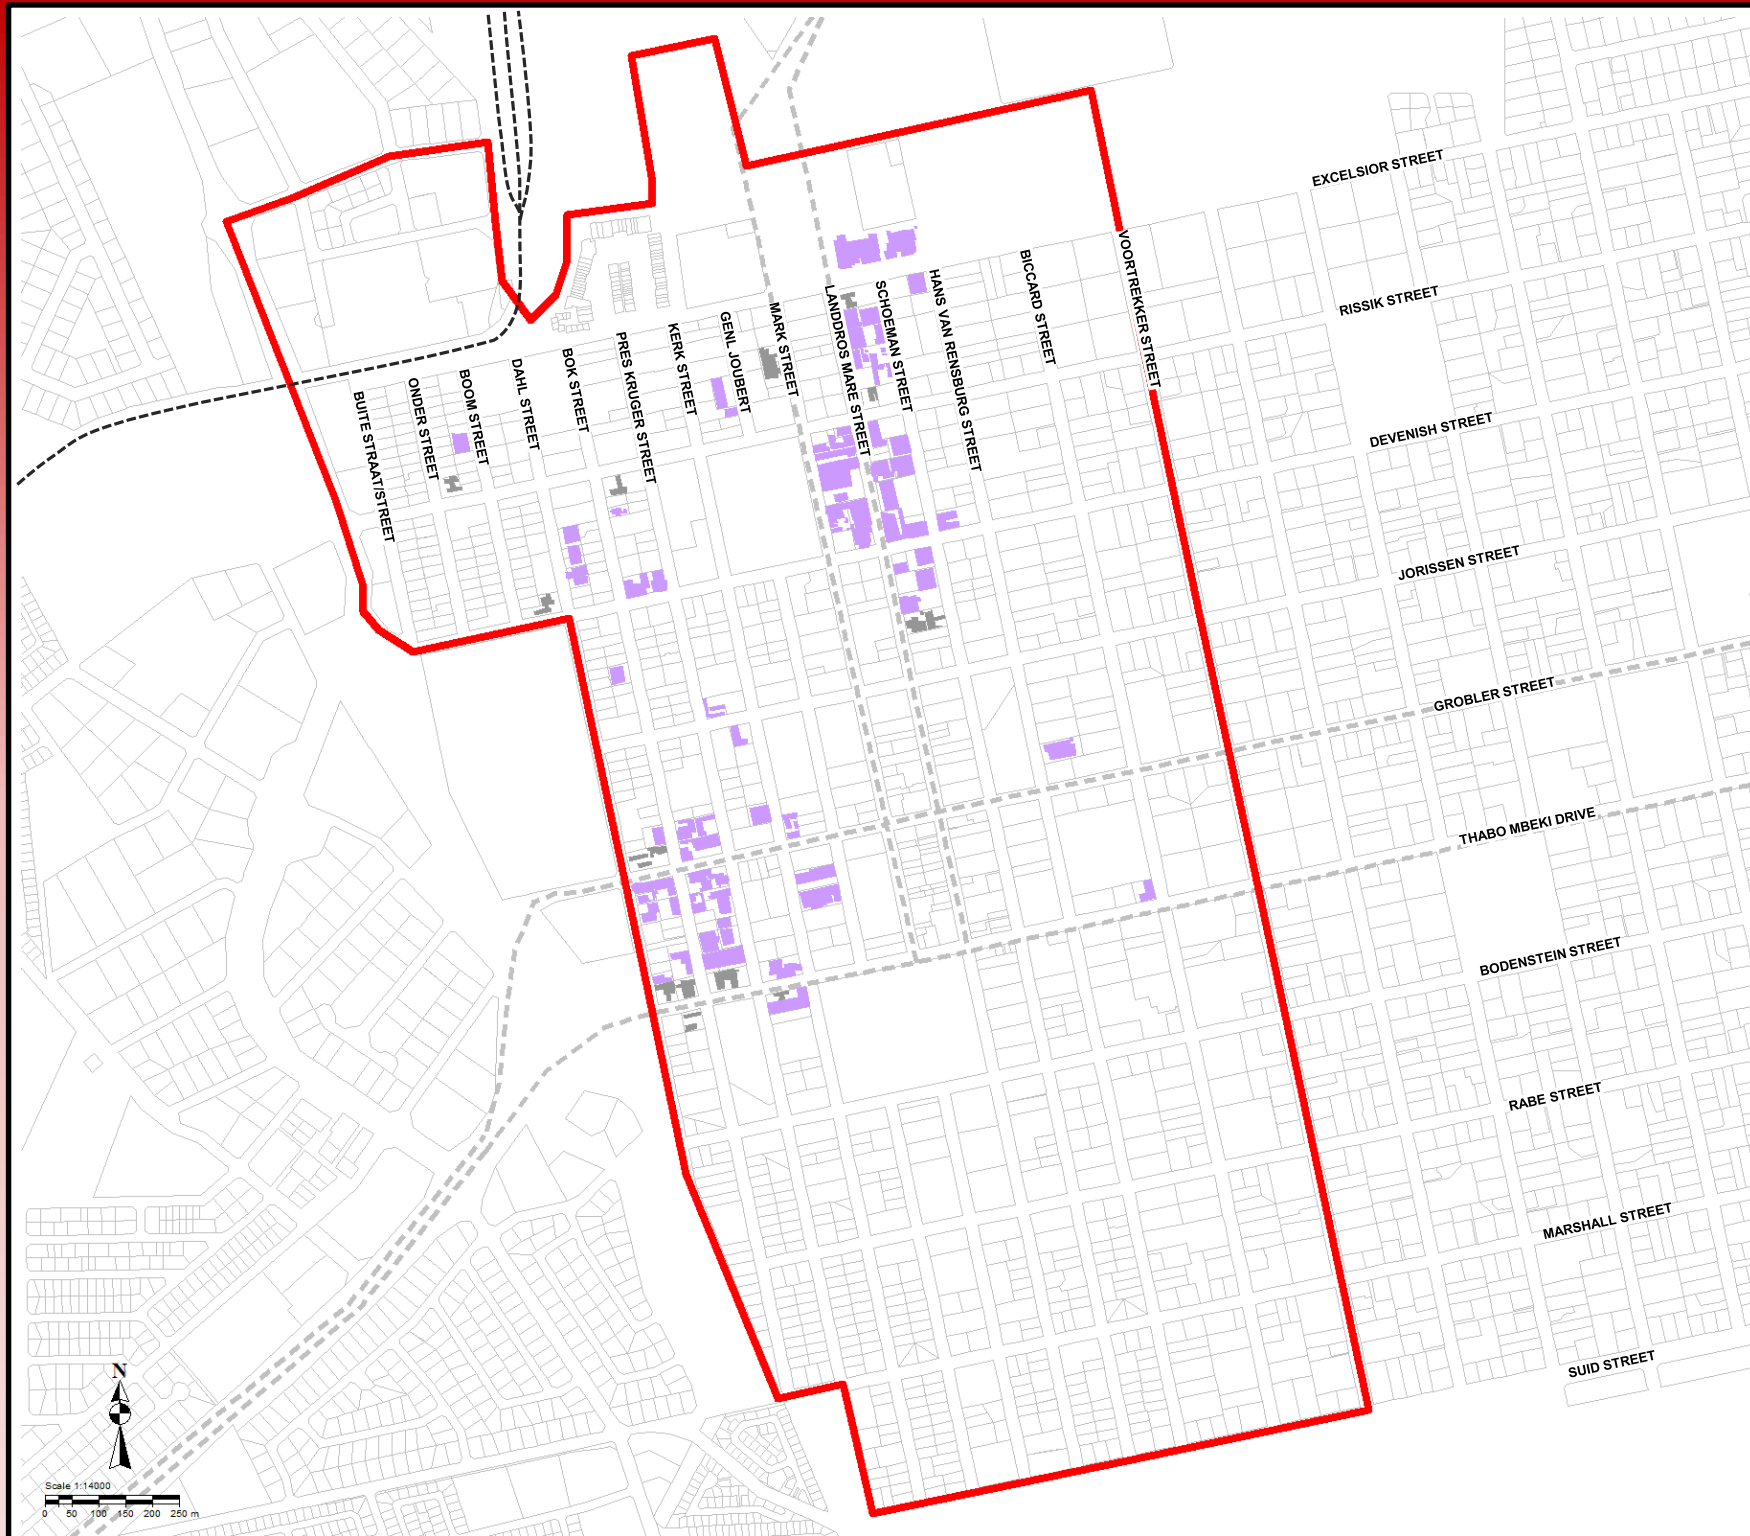 EXCELSIOR STREET
RISSIK STREET
DEVENISH STREET
JORISSEN STREET
GROBLER STREET
THABO MBEKI DRIVE
BODENSTEIN STREET
RABE STREET
MARSHALL STREET
SUID STREET
BUITE STRAAT/STREET
ONDER STREET
BOOM STREET
DAHL STREET
BOK STREET
PRES KRUGER STREET
KERK STREET
GENL JOUBERT
MARK STREET
LANDDROS MARE STREET
SCHOEMAN STREET
HANS VAN RENSBURG STREET
BICCARD STREET
VOORTREKKER STREET
N
Scale 1:14000
0 50 100 150 200 250 m